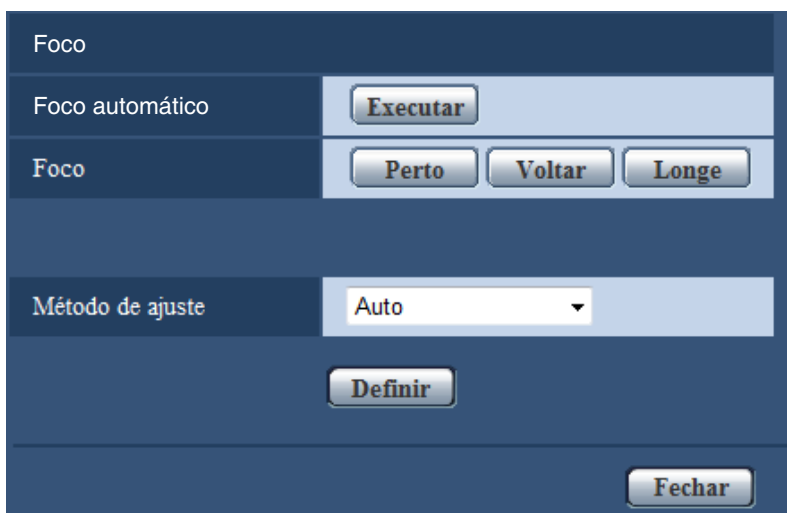 Foco
Foco automático Executar
Foco Perto Voltar Longe
Método de ajuste Auto
Definir
Fechar